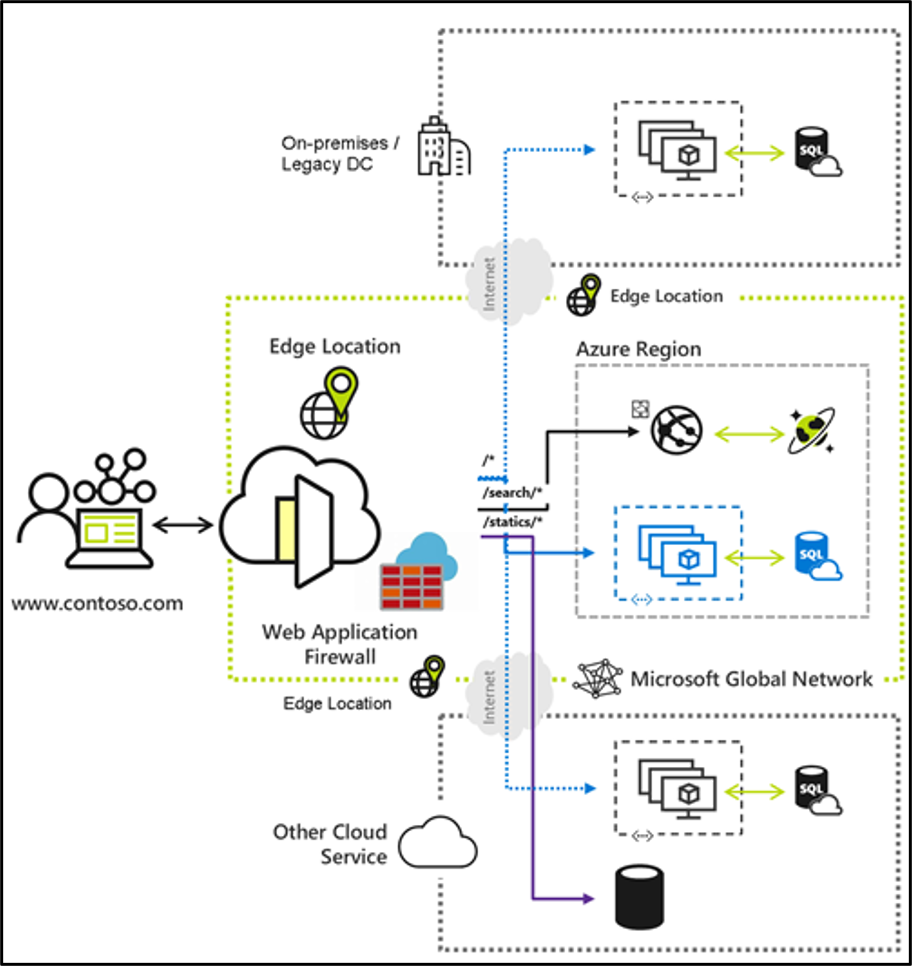 On-premises /
Legacy DC
SQL
Internet
Edge Location
Edge Location
Azure Region
/*
/search/*
/statics/*
SQL
www.contoso.com
Web Application
Firewall
Edge Location
Internet
Microsoft Global Network
SQL
Other Cloud
Service